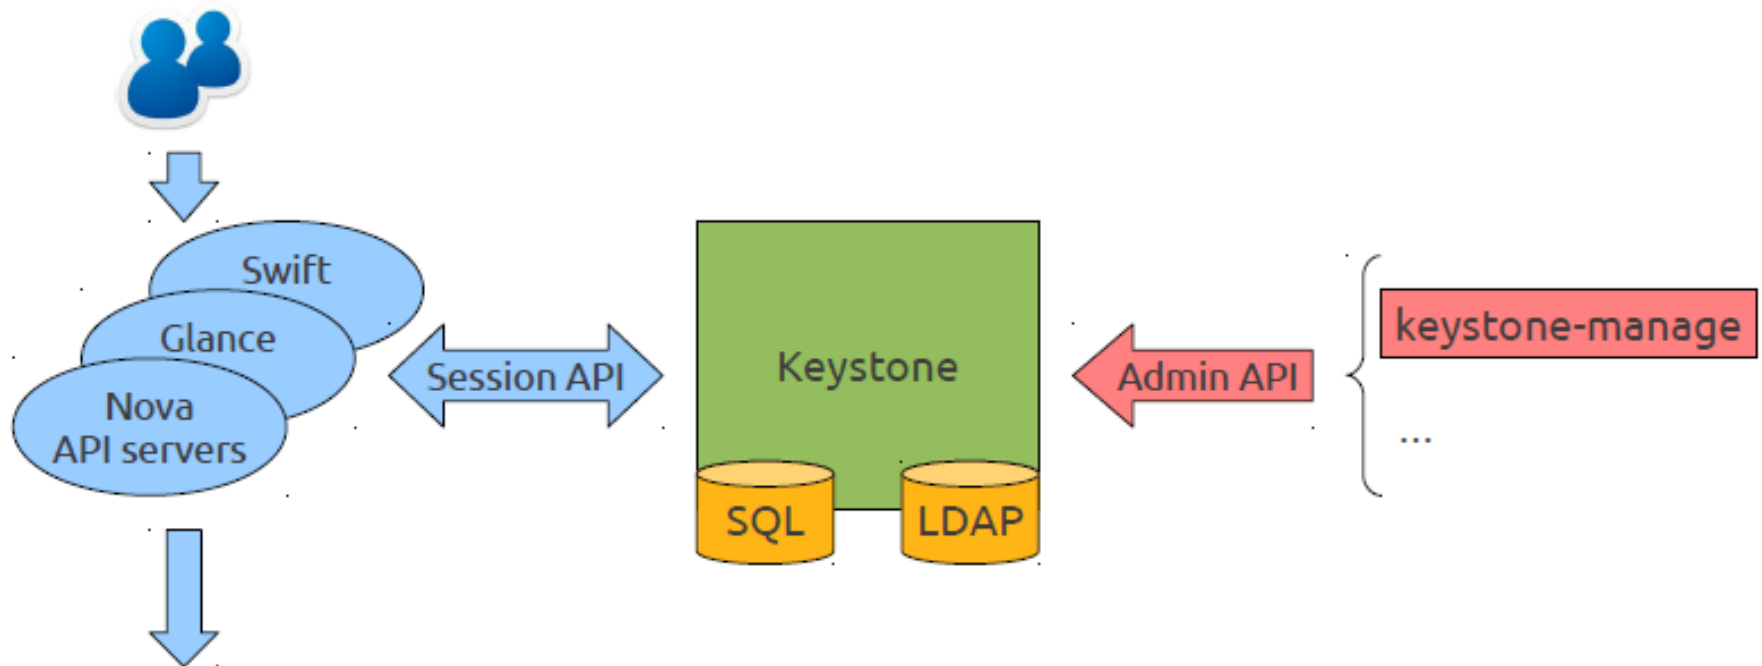 Swift
Glance
Nova
API servers
Session API
Keystone
SQL
LDAP
Admin API
keystone-manage
...